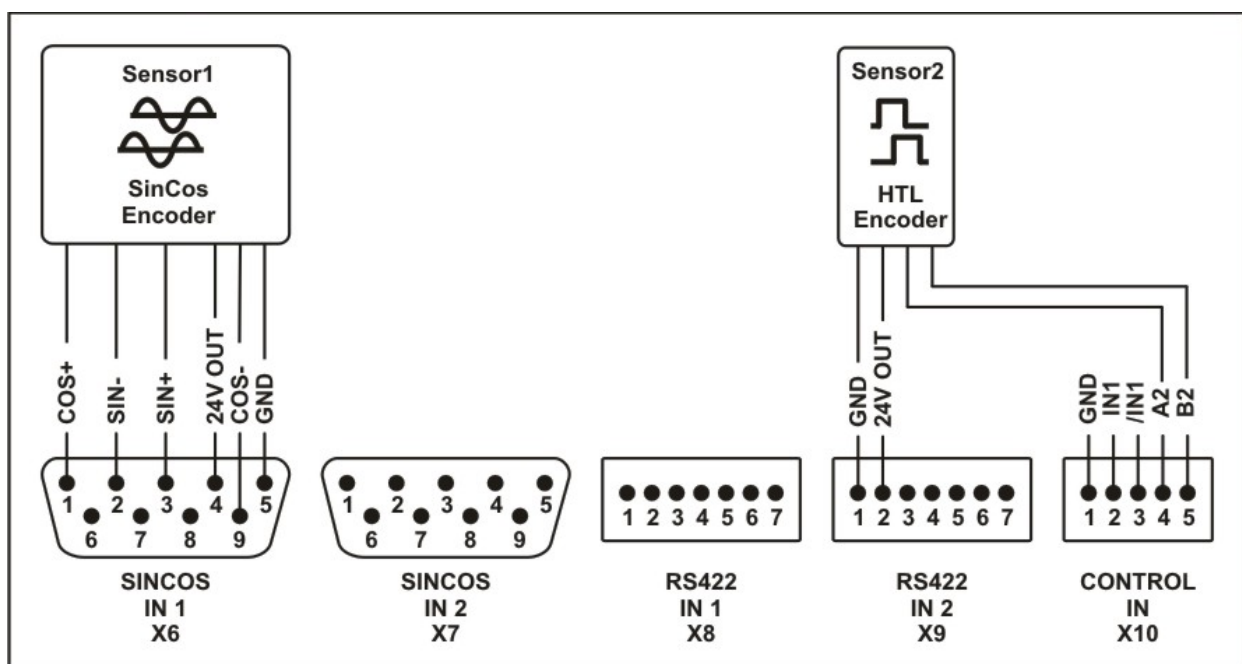 Sensor1
SinCos
Encoder
Sensor2
HTL
Encoder
COS+
SIN-
SIN+
24V OUT
COS-
GND
GND
24V OUT
GND
IN1
/IN1
A2
B2
1 2 3 4 5
6 7 8 9
SINCOS
IN 1
X6
1 2 3 4 5
6 7 8 9
SINCOS
IN 2
X7
1 2 3 4 5 6 7
RS422
IN 1
X8
1 2 3 4 5 6 7
RS422
IN 2
X9
1 2 3 4 5
CONTROL
IN
X10